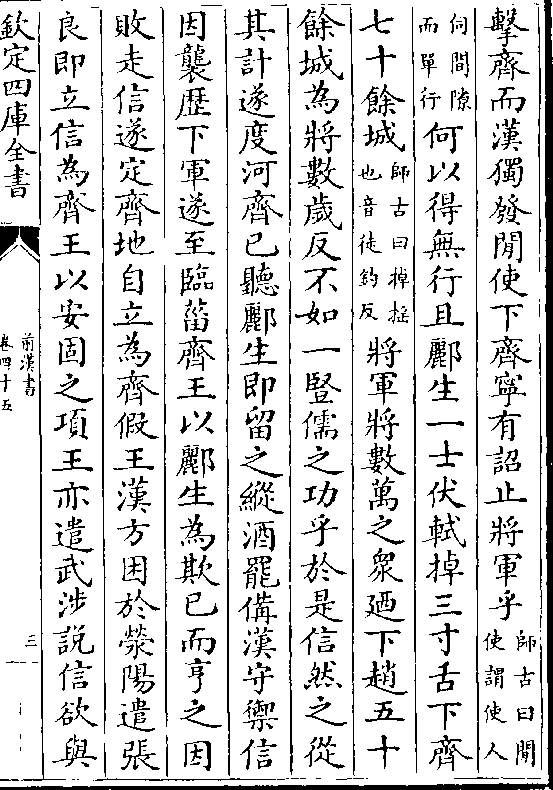 擊齊而漢獨發閒使下齊寧有詔止將軍乎師古曰閒使謂使人
伺間隙而單行何以得無行且酈生一士伏軾掉三寸舌下齊
七十餘城師古曰掉摇也音徒釣反將軍將數萬之衆廼下趙五十
餘城為將數歲反不如一豎儒之功乎於是信然之從
其計遂度河齊已聽酈生即留之縱酒罷備漢守禦信
因襲歷下軍遂至臨菑齊王以酈生為欺已而亨之因
敗走信遂定齊地自立為齊假王漢方困於滎陽遣張
良即立信為齊王以安固之項王亦遣武涉説信欲與
欽定四庫全書
前漢書
卷四十五
三